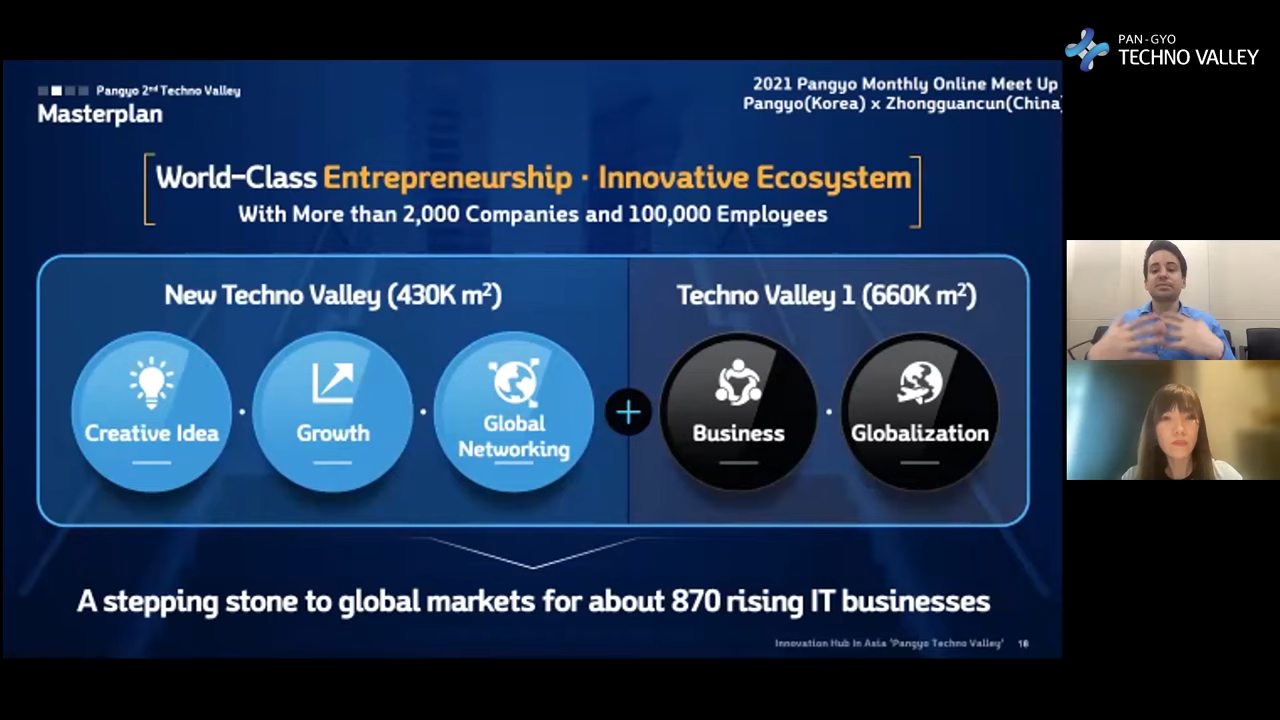 PAN-GYO
TECHNO VALLEY
Pangyo 2nd Techno Valley
Masterplan
2021 Pangyo Monthly Online Meet Up
Pangyo(Korea) x Zhongguancun(China)
World-Class Entrepreneurship · Innovative Ecosystem
With More than 2,000 Companies and 100,000 Employees
New Techno Valley (430K m²)
Techno Valley 1 (660K m²)
Creative Idea
Growth
Global
Networking
Business
Globalization
A stepping stone to global markets for about 870 rising IT businesses
Innovation Hub In Asia 'Pangyo Techno Valley' 18